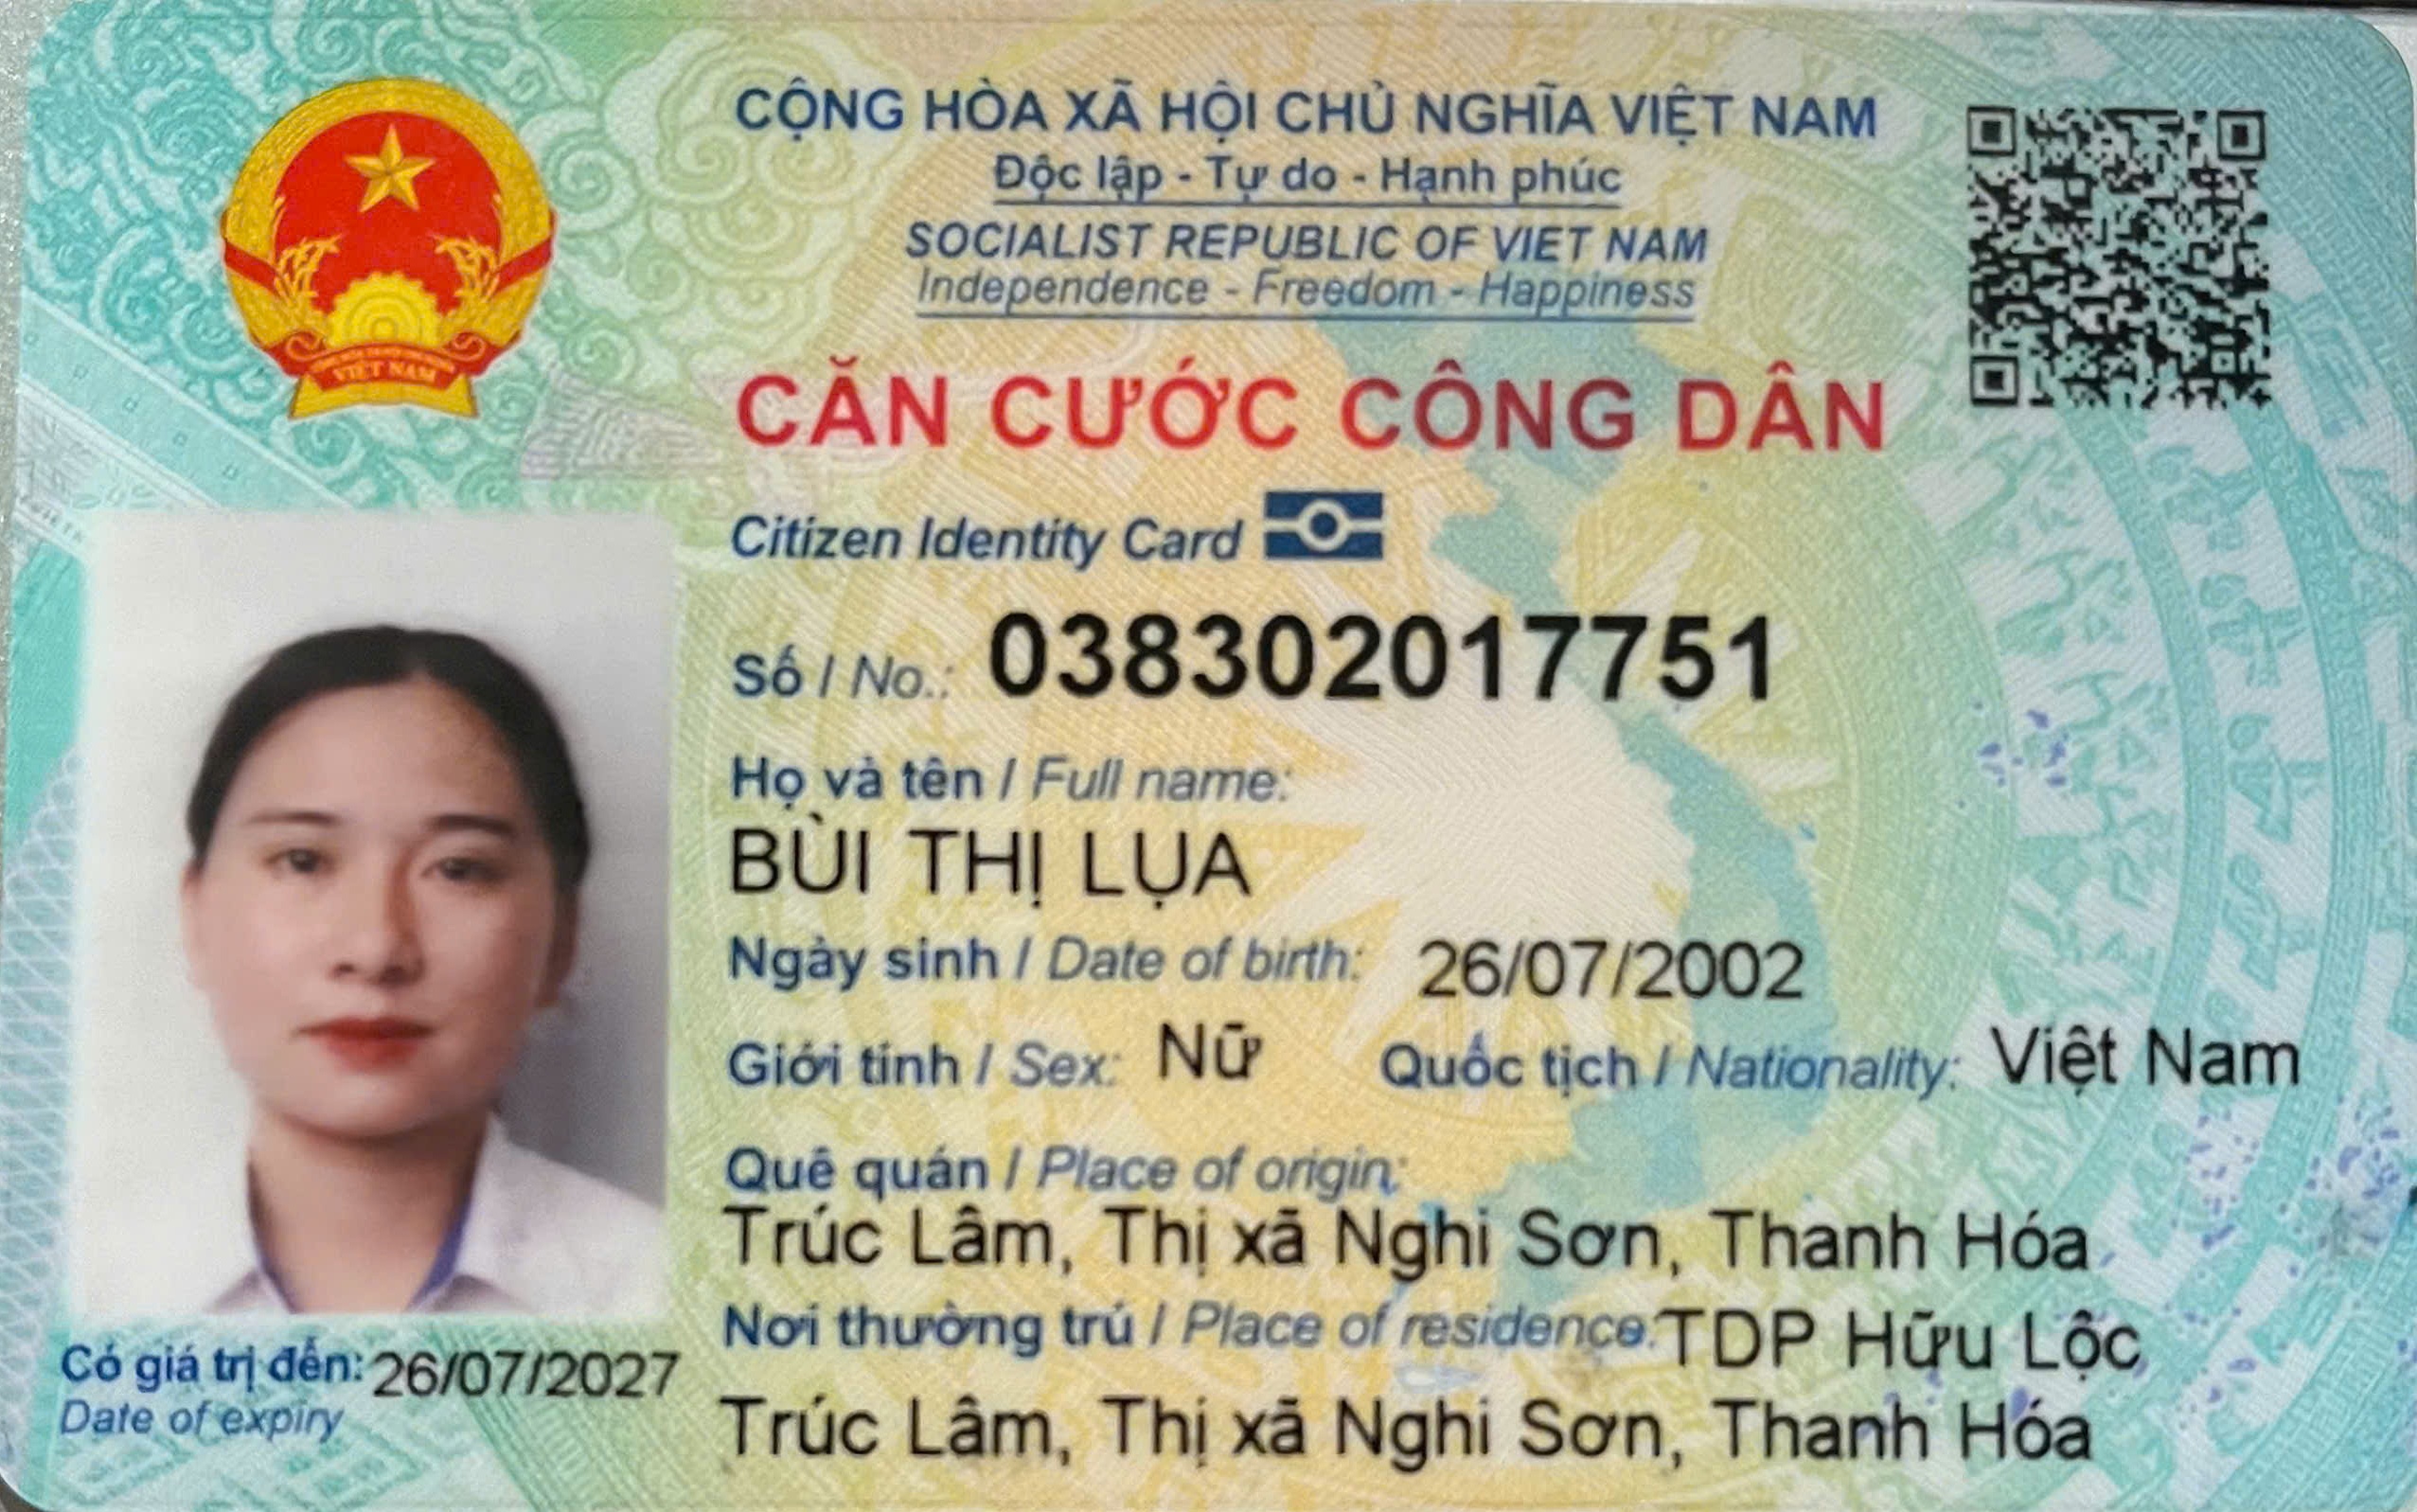 CỘNG HÒA XÃ HỘI CHỦ NGHĨA VIỆT NAM
Độc lập - Tự do - Hạnh phúc
SOCIALIST REPUBLIC OF VIET NAM
Independence - Freedom - Happiness
VIỆT NAM
CĂN CƯỚC CÔNG DÂN
Citizen Identity Card
Số / No.: 038302017751
Họ và tên / Full name:
BÙI THỊ LỤA
Ngày sinh / Date of birth: 26/07/2002
Giới tính / Sex: Nữ Quốc tịch / Nationality: Việt Nam
Quê quán / Place of origin:
Trúc Lâm, Thị xã Nghi Sơn, Thanh Hóa
Nơi thường trú / Place of residence: TDP Hữu Lộc
Trúc Lâm, Thị xã Nghi Sơn, Thanh Hóa
Có giá trị đến: 26/07/2027
Date of expiry